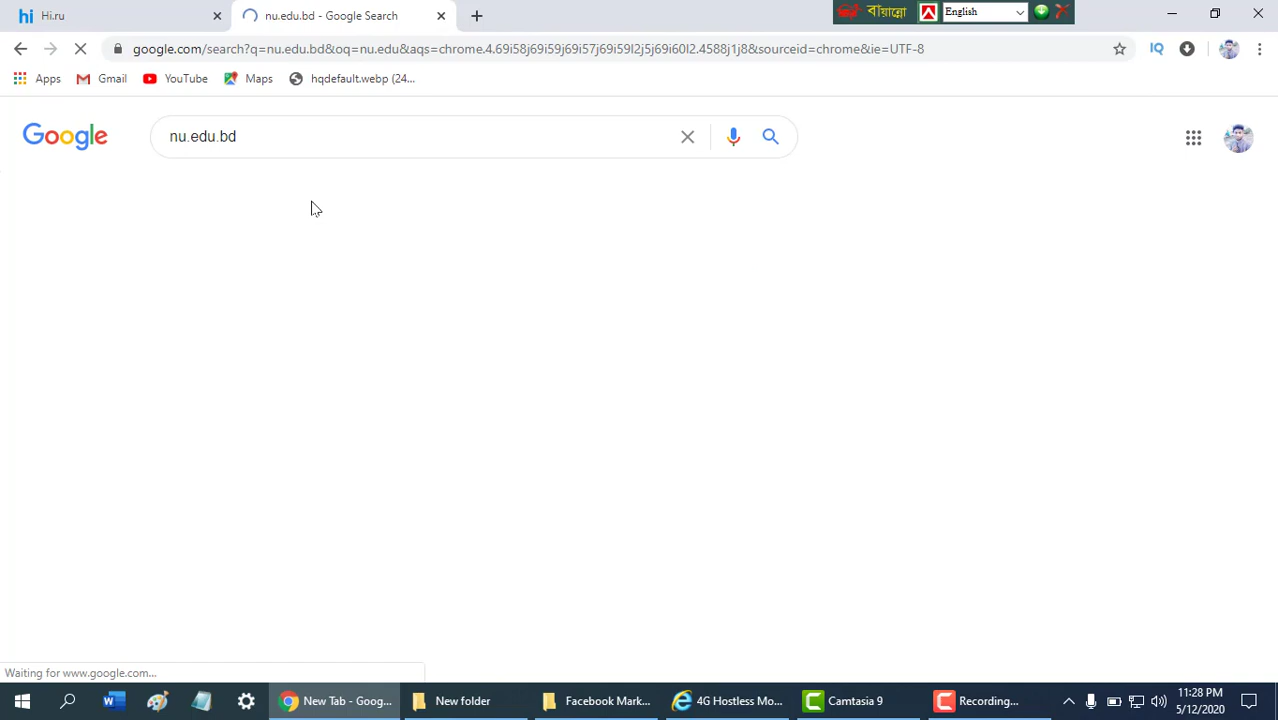 hi Hi.ru
nu.edu.bd - Google Search
বায়ান্নো
English
google.com/search?q=nu.edu.bd&oq=nu.edu&aqs=chrome.4.69i58j69i59j69i57j69i59l2j5j69i60l2.4588j1j8&sourceid=chrome&ie=UTF-8
IQ
Apps
Gmail
YouTube
Maps
hqdefault.webp (24...
Google
nu.edu.bd
Waiting for www.google.com...
New Tab - Goog...
New folder
Facebook Mark...
4G Hostless Mo...
Camtasia 9
Recording...
11:28 PM
5/12/2020